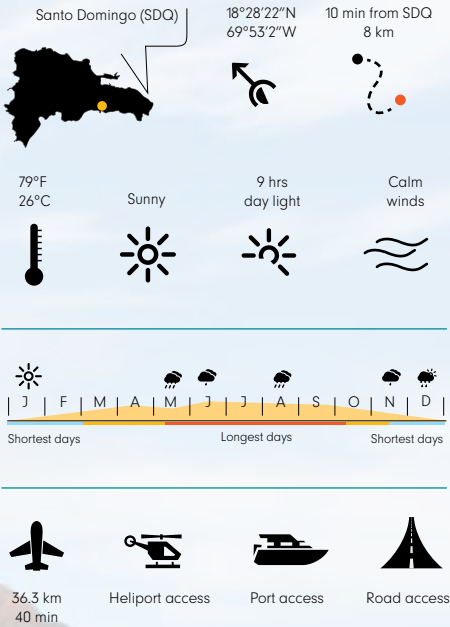 Santo Domingo (SDQ)
18°28’22”N
69°53’2”W
10 min from SDQ
8 km
79°F
26°C
Sunny
9 hrs
day light
Calm
winds
J F M A M J J A S O N D
Shortest days
Longest days
Shortest days
36.3 km
40 min
Heliport access
Port access
Road access